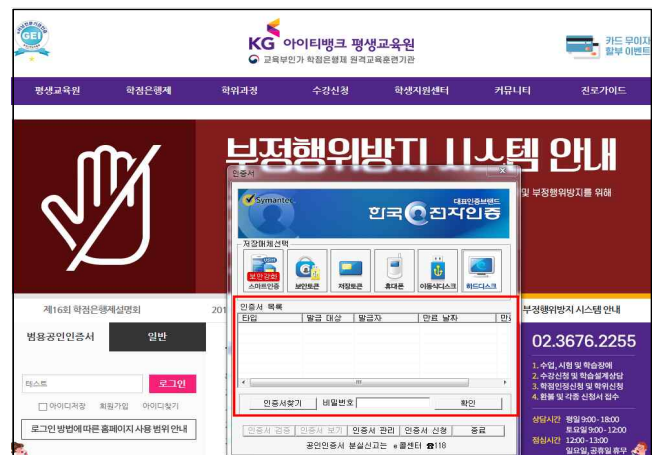 GEI
KG 아이티뱅크 평생교육원
교육부인가 학점은행제 원격교육훈련기관
카드 무이자
할부 이벤트
평생교육원 학점은행제 학위과정 수강신청 학생지원센터 커뮤니티 진로가이드
부정행위방지 시스템 안내
및 부정행위방지를 위해
인증서
Symantec
대표인증브랜드
한국전자인증
저장매체선택
보안강화
스마트인증 보안토큰 저장토큰 휴대폰 이동식디스크 하드디스크
제16회 학점은행제설명회
201
부정행위방지 시스템 안내
인증서 목록
타입 발급 대상 발급자 만료 날자
범용공인인증서 일반
02.3676.2255
테스트 로그인
아이디저장 회원가입 아이디찾기
1. 수업, 시험 및 학습장애
2. 수강신청 및 학습설계상담
3. 학점인정신청 및 학위신청
4. 환불 및 각종 신청서 접수
인증서찾기 비밀번호 확인
로그인 방법에 따른 홈페이지 사용 범위 안내
인증서 검증 인증서 보기 인증서 관리 인증서 신청 종료
공인인증서 분실신고는 e콜센터 ☎118
상담시간 평일 9:00 - 18:00
토요일 9:00 - 12:00
점심시간 12:00 - 13:00
일요일, 공휴일 휴무